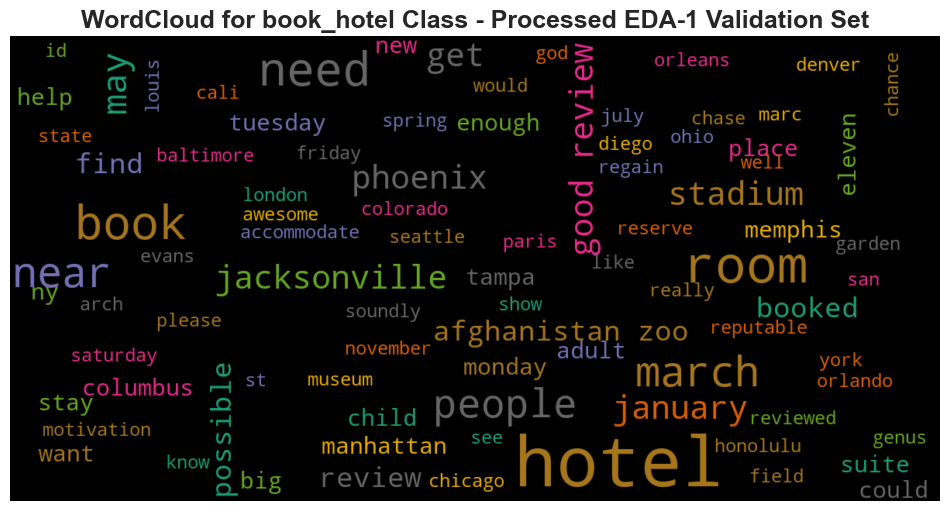 WordCloud for book_hotel Class - Processed EDA-1 Validation Set
id
may
louis
need
new
get
god
good review
orleans
denver
chance
help
cali
would
state
tuesday
spring
enough
july
chase
marc
ohio
diego
place
eleven
find
baltimore
friday
regain
well
phoenix
stadium
london
awesome
colorado
book
accommodate
seattle
paris
reserve
memphis
garden
near
evans
like
room
san
ny
jacksonville
tampa
really
arch
soundly
show
booked
please
afghanistan zoo
reputable
saturday
november
adult
york
columbus
possible
st
museum
monday
march
orlando
stay
child
people
january
reviewed
motivation
manhattan
see
honolulu
genus
want
know
hotel
suite
big
review
chicago
field
could